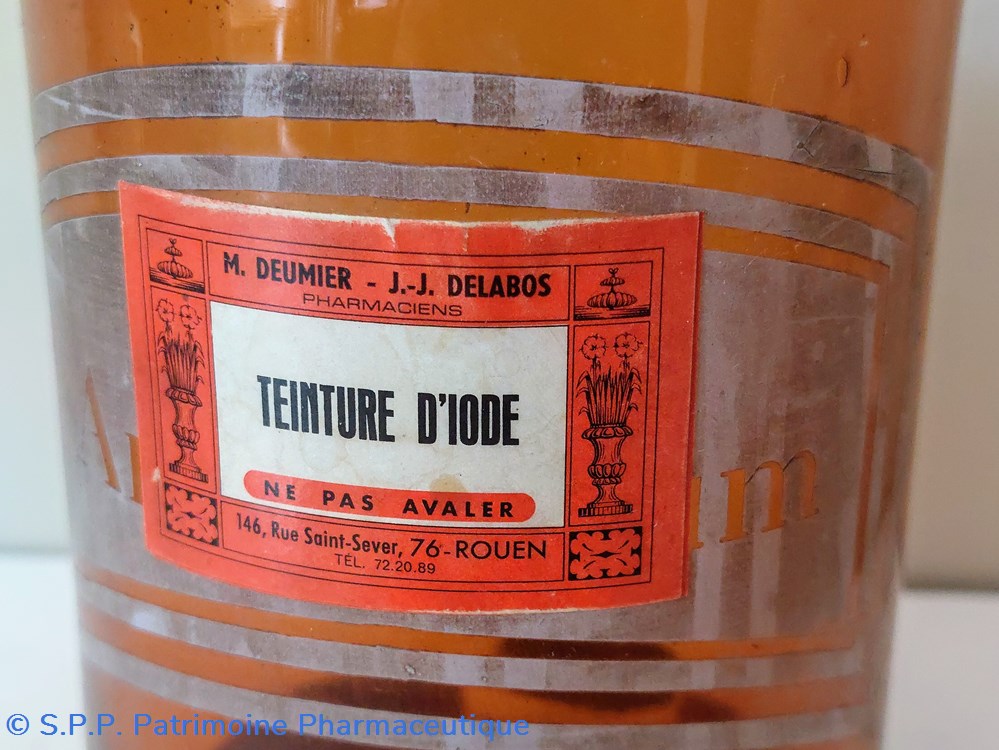 M. DEUMIER - J.-J. DELABOS
PHARMACIENS
TEINTURE D'IODE
NE PAS AVALER
146, Rue Saint-Sever, 76-ROUEN
TÉL. 72.20.89
© S.P.P. Patrimoine Pharmaceutique